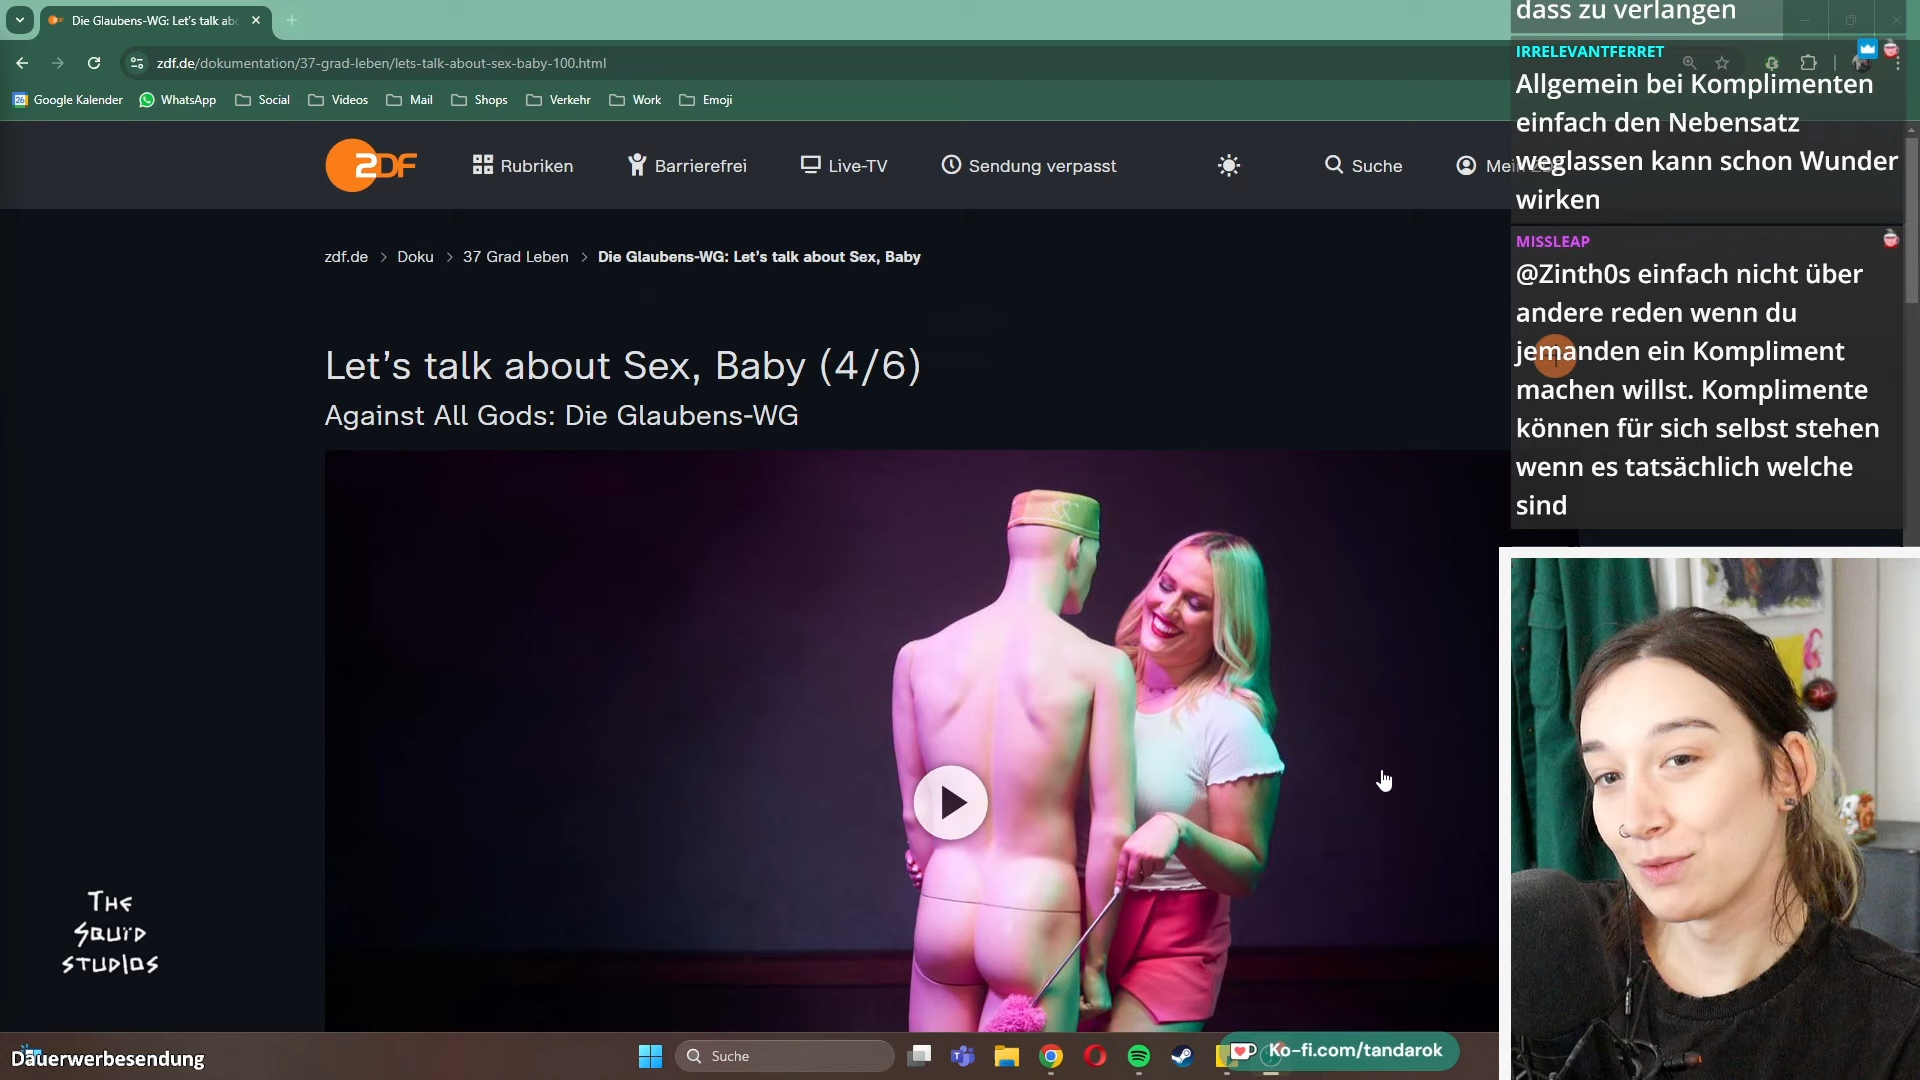 Die Glaubens-WG: Let's talk ab
zdf.de/dokumentation/37-grad-leben/lets-talk-about-sex-baby-100.html
Google Kalender
WhatsApp
Social
Videos
Mail
Shops
Verkehr
Work
Emoji
ZDF
Rubriken
Barrierefrei
Live-TV
Sendung verpasst
Suche
zdf.de > Doku > 37 Grad Leben > Die Glaubens-WG: Let's talk about Sex, Baby
Let's talk about Sex, Baby (4/6)
Against All Gods: Die Glaubens-WG
dass zu verlangen
IRRELEVANTFERRET
Allgemein bei Komplimenten
einfach den Nebensatz
weglassen kann schon Wunder
wirken
MISSLEAP
@Zinth0s einfach nicht über
andere reden wenn du
jemanden ein Kompliment
machen willst. Komplimente
können für sich selbst stehen
wenn es tatsächlich welche
sind
THE
SQUID
STUDIOS
Dauerwerbesendung
Suche
Ko-fi.com/tandarok